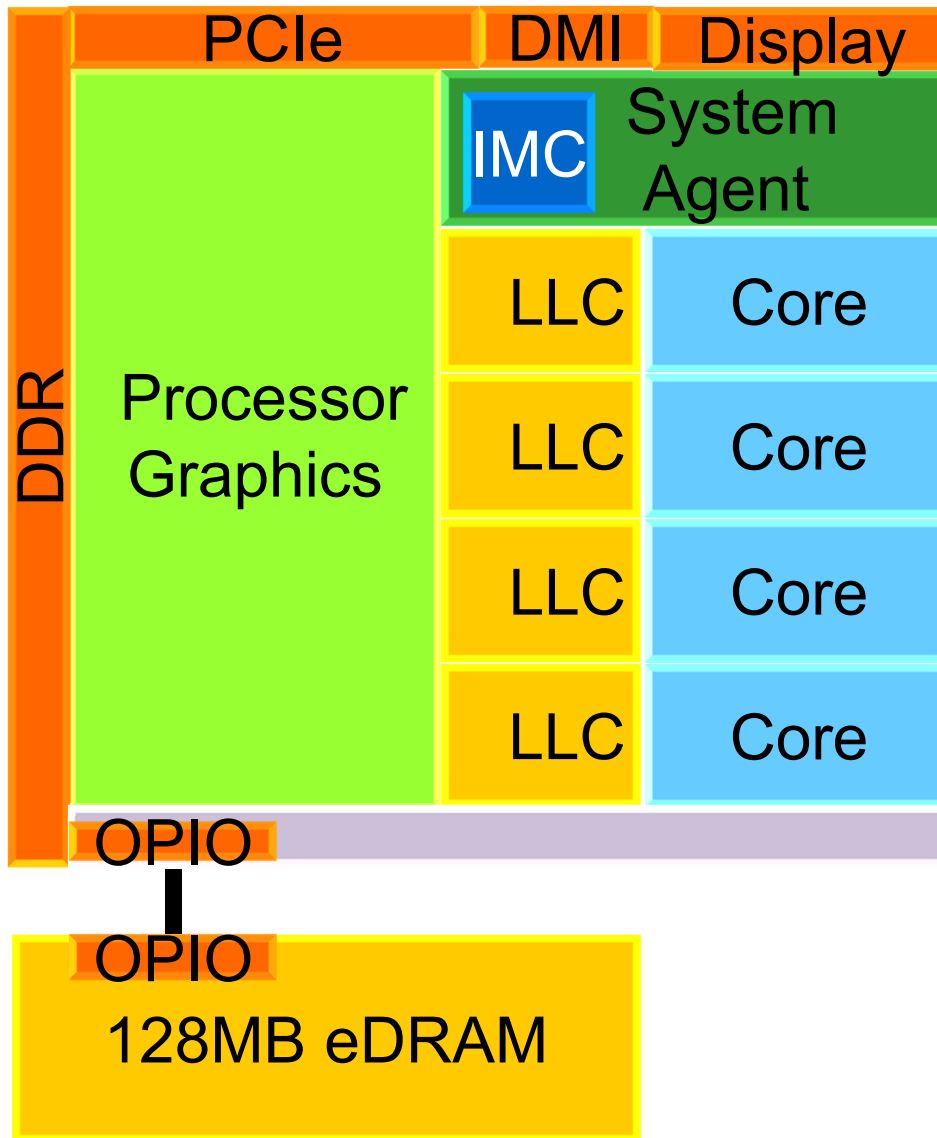 PCIe
DMI
Display
System
Agent
IMC
LLC
Core
LLC
Core
LLC
Core
LLC
Core
DDR
Processor
Graphics
OPIO
OPIO
128MB eDRAM